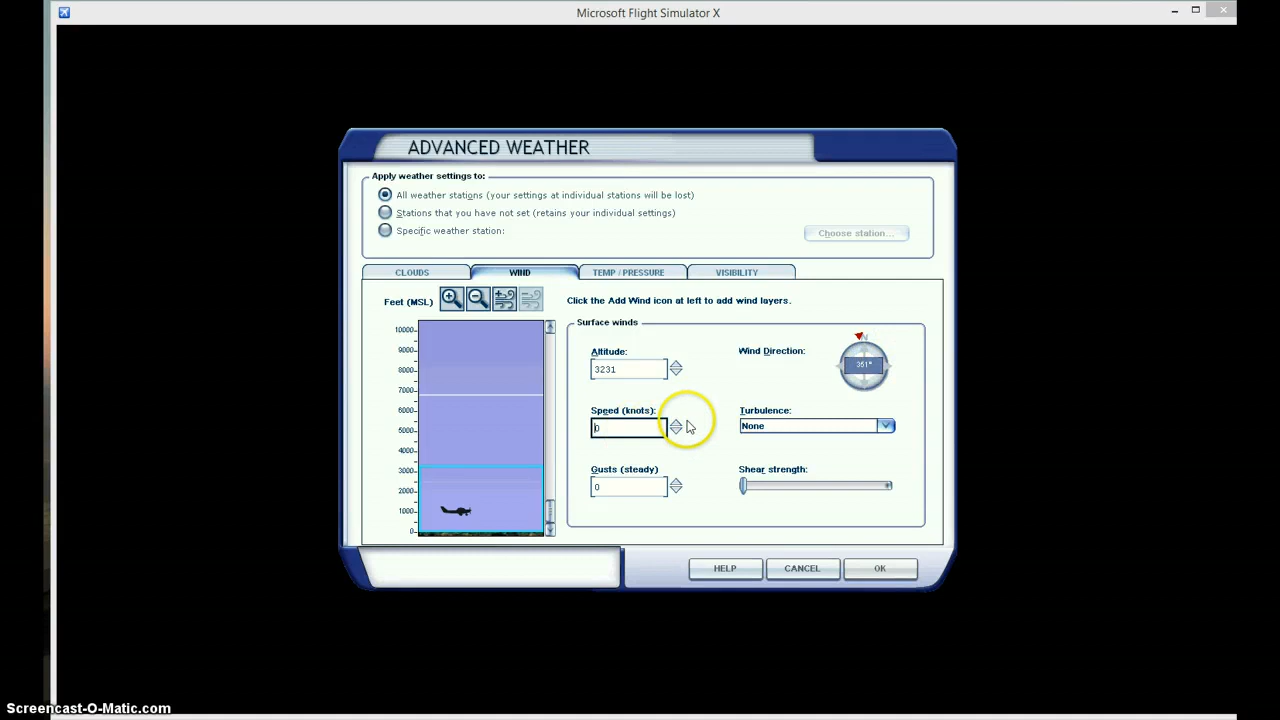 Microsoft Flight Simulator X
ADVANCED WEATHER
Apply weather settings to:
All weather stations (your settings at individual stations will be lost)
Stations that you have not set (retains your individual settings)
Specific weather station:
Choose station...
CLOUDS
WIND
TEMP / PRESSURE
VISIBILITY
Feet (MSL)
Click the Add Wind icon at left to add wind layers.
10000
9000
8000
7000
6000
5000
4000
3000
2000
1000
0
Surface winds
Altitude:
3231
Wind Direction:
N
351°
Speed (knots):
0
Turbulence:
None
Gusts (steady)
0
Shear strength:
HELP
CANCEL
OK
Screencast-O-Matic.com